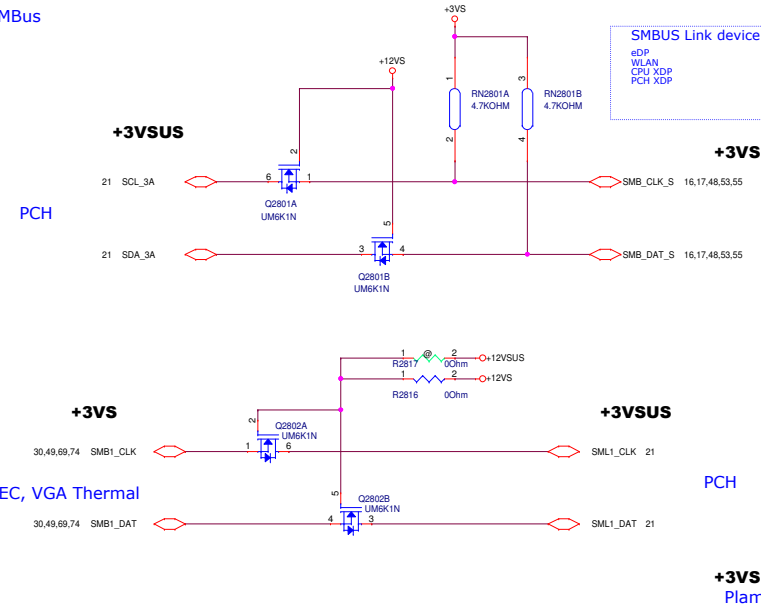 MBus
+3VS
SMBUS Link device
eDP
WLAN
CPU XDP
PCH XDP
+12VS
1
3
RN2801A
4.7KOHM
RN2801B
4.7KOHM
2
4
+3VSUS
+3VS
2
21 SCL_3A
6
1
SMB_CLK_S 16,17,48,53,55
Q2801A
UM6K1N
PCH
5
21 SDA_3A
3
4
SMB_DAT_S 16,17,48,53,55
Q2801B
UM6K1N
1
@
2
+12VSUS
R2817
0Ohm
1
2
+12VS
R2816
0Ohm
+3VS
+3VSUS
2
Q2802A
UM6K1N
30,49,69,74 SMB1_CLK
1
6
SML1_CLK 21
PCH
EC, VGA Thermal
5
Q2802B
UM6K1N
30,49,69,74 SMB1_DAT
4
3
SML1_DAT 21
+3VS
Plam